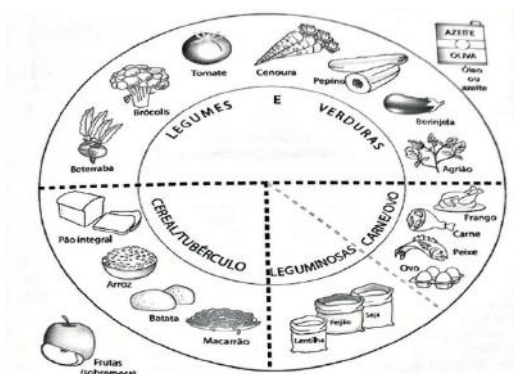 AZEITE
OLIVA
Óleo
ou
azeite
Tomate
Cenoura
Pepino
Brócolis
LEGUMES E VERDURAS
Berinjela
Beterraba
Agrião
Pão integral
CEREAL/TUBÉRCULO
LEGUMINOSAS
CARNE/OVO
Frango
Carne
Peixe
Ovo
Arroz
Batata
Macarrão
Lentilha
Feijão
Soja
Frutas
(sobremesa)